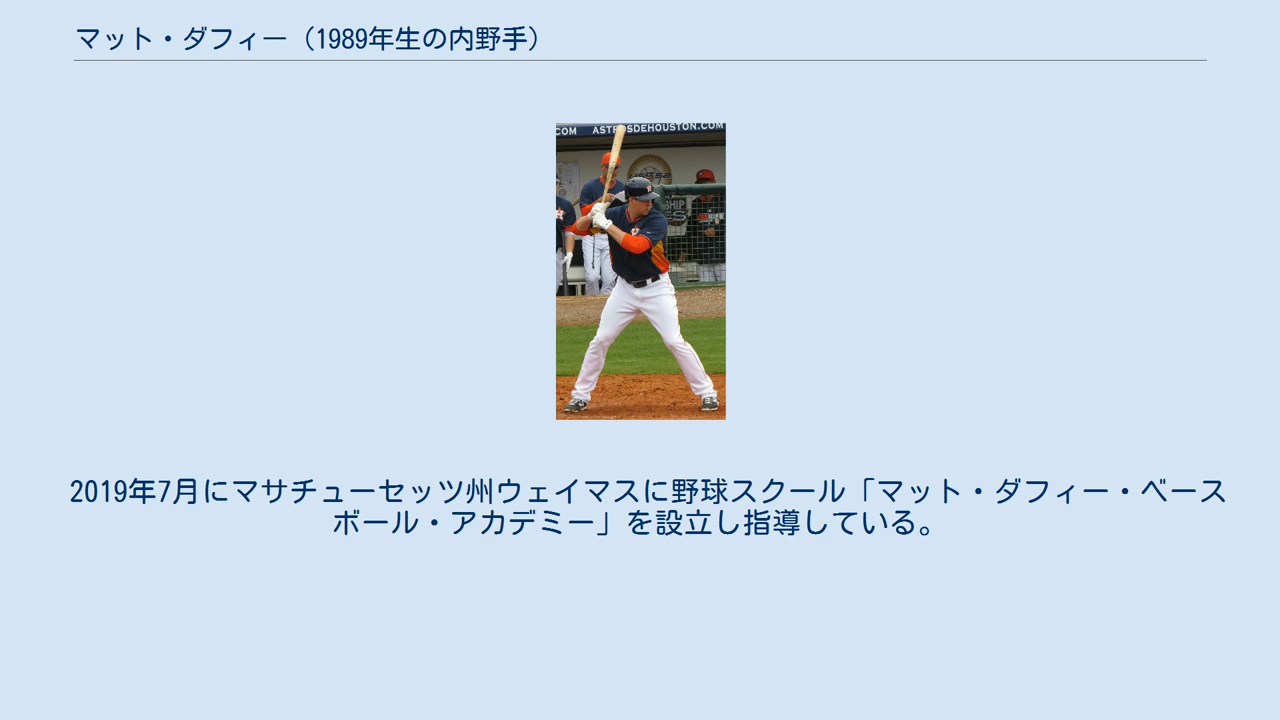 マット・ダフィー（1989年生の内野手）
.COM ASTROSDEHOUSTON.COM
2019年7月にマサチューセッツ州ウェイマスに野球スクール「マット・ダフィー・ベース
ボール・アカデミー」を設立し指導している。